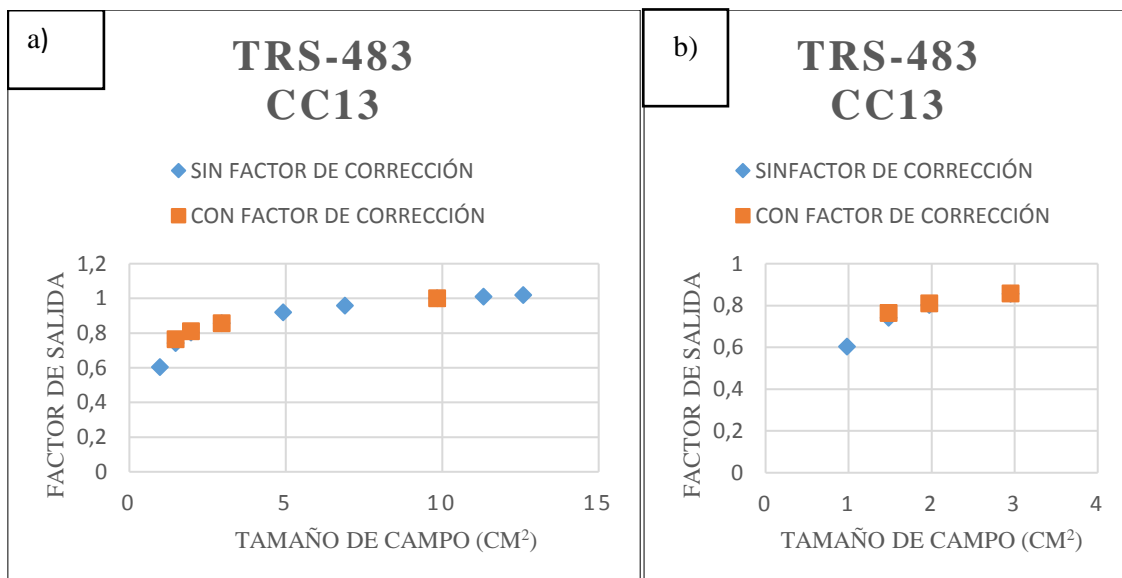 a)
TRS-483
CC13
SIN FACTOR DE CORRECCIÓN
CON FACTOR DE CORRECCIÓN
FACTOR DE SALIDA
1,2
1
0,8
0,6
0,4
0,2
0
0 5 10 15
TAMAÑO DE CAMPO (CM²)
b)
TRS-483
CC13
SINFACTOR DE CORRECCIÓN
CON FACTOR DE CORRECCIÓN
FACTOR DE SALIDA
1
0,8
0,6
0,4
0,2
0
0 1 2 3 4
TAMAÑO DE CAMPO (CM²)